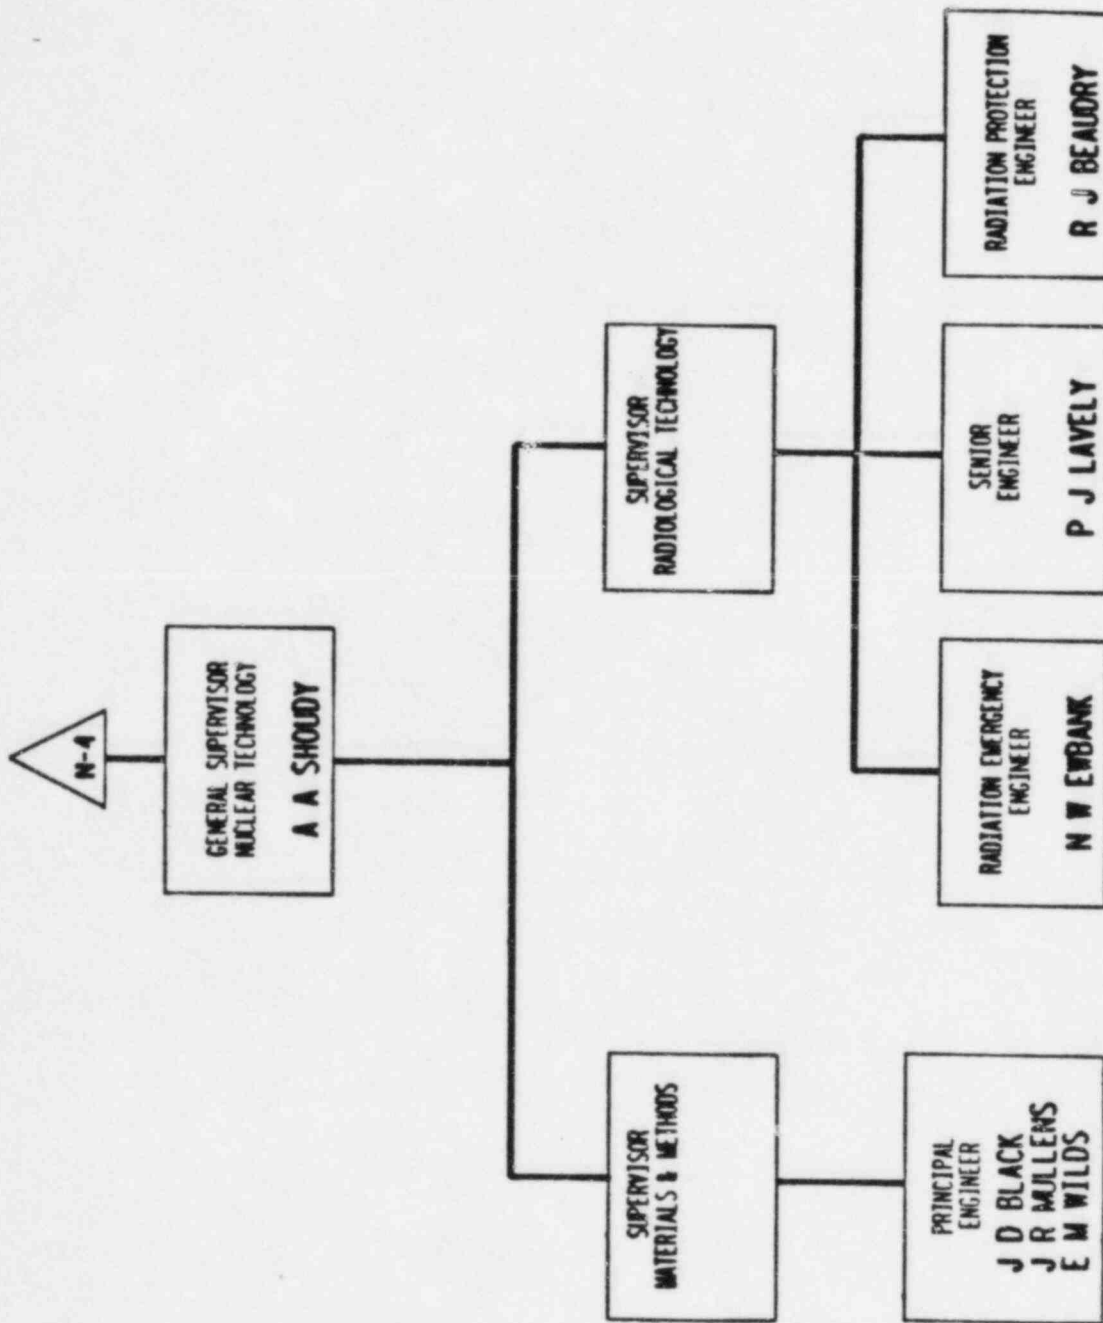 N-4
GENERAL SUPERVISOR
NUCLEAR TECHNOLOGY
A A SHOUDY
SUPERVISOR
MATERIALS & METHODS
SUPERVISOR
RADIOLOGICAL TECHNOLOGY
PRINCIPAL
ENGINEER
J D BLACK
J R MULLENS
E M WILDS
RADIATION EMERGENCY
ENGINEER
N W EWBANK
SENIOR
ENGINEER
P J LAVELY
RADIATION PROTECTION
ENGINEER
R J BEAUDRY